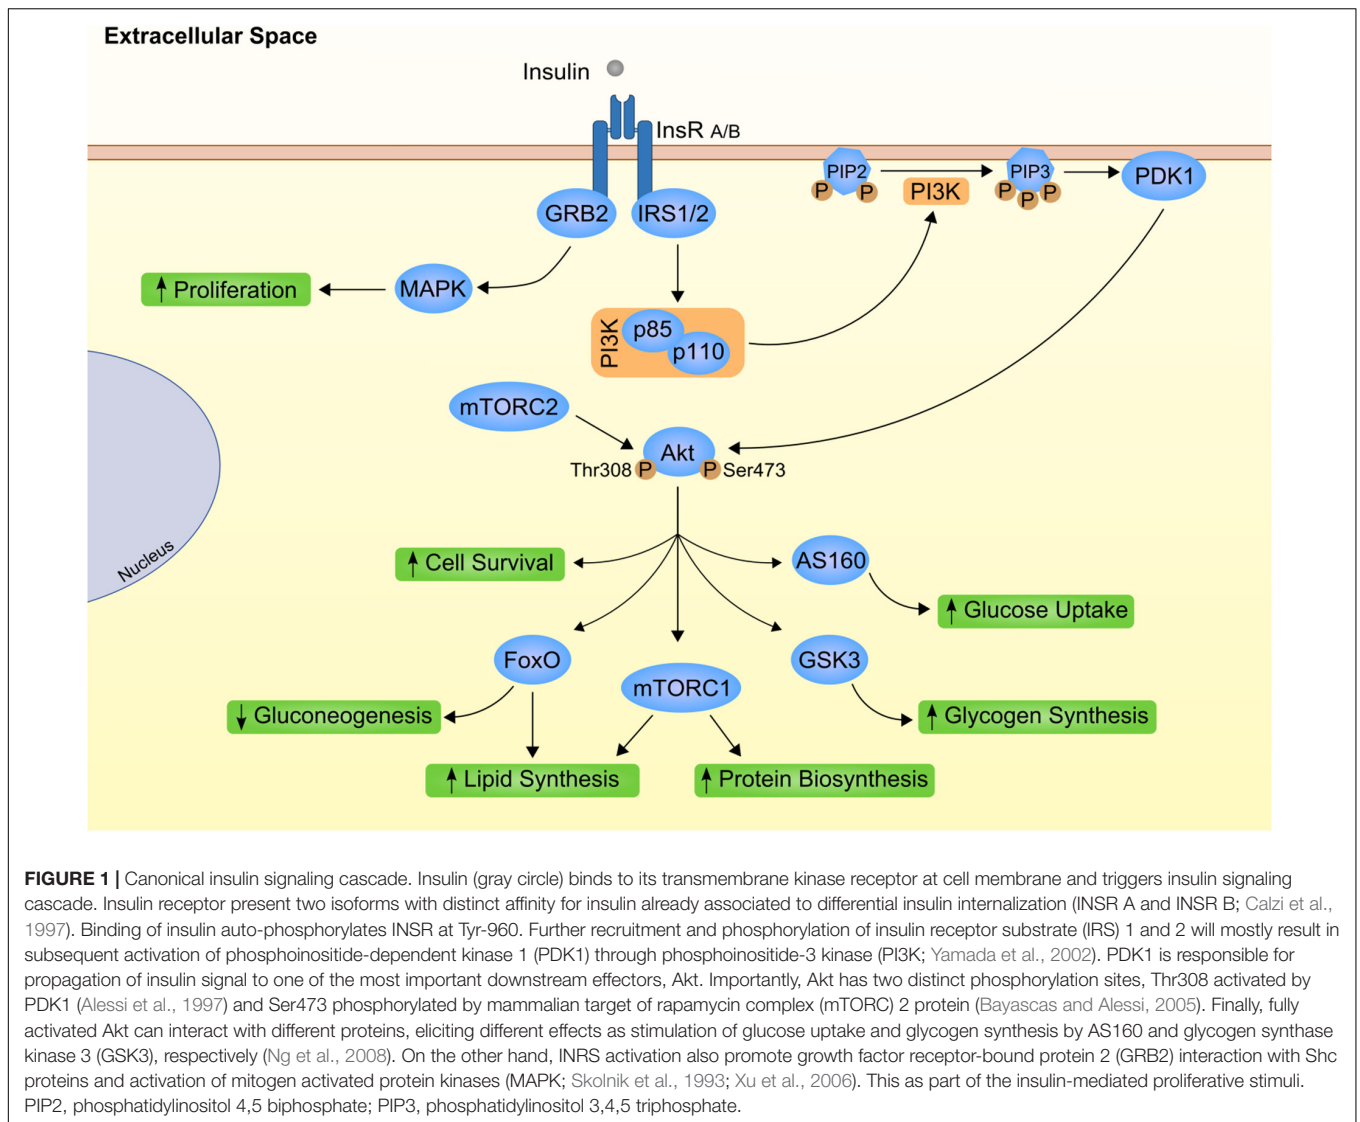 Extracellular Space
Insulin
InsR A/B
PIP2
PIP3
PDK1
P
P
P
P
P
PI3K
GRB2
IRS1/2
Proliferation
MAPK
PI3K
p85
p110
mTORC2
Akt
Thr308
P
P
Ser473
Nucleus
Cell Survival
AS160
Glucose Uptake
FoxO
mTORC1
GSK3
Gluconeogenesis
Glycogen Synthesis
Lipid Synthesis
Protein Biosynthesis
FIGURE 1 | Canonical insulin signaling cascade. Insulin (gray circle) binds to its transmembrane kinase receptor at cell membrane and triggers insulin signaling
cascade. Insulin receptor present two isoforms with distinct affinity for insulin already associated to differential insulin internalization (INSR A and INSR B; Calzi et al.,
1997). Binding of insulin auto-phosphorylates INSR at Tyr-960. Further recruitment and phosphorylation of insulin receptor substrate (IRS) 1 and 2 will mostly result in
subsequent activation of phosphoinositide-dependent kinase 1 (PDK1) through phosphoinositide-3 kinase (PI3K; Yamada et al., 2002). PDK1 is responsible for
propagation of insulin signal to one of the most important downstream effectors, Akt. Importantly, Akt has two distinct phosphorylation sites, Thr308 activated by
PDK1 (Alessi et al., 1997) and Ser473 phosphorylated by mammalian target of rapamycin complex (mTORC) 2 protein (Bayascas and Alessi, 2005). Finally, fully
activated Akt can interact with different proteins, eliciting different effects as stimulation of glucose uptake and glycogen synthesis by AS160 and glycogen synthase
kinase 3 (GSK3), respectively (Ng et al., 2008). On the other hand, INRS activation also promote growth factor receptor-bound protein 2 (GRB2) interaction with Shc
proteins and activation of mitogen activated protein kinases (MAPK; Skolnik et al., 1993; Xu et al., 2006). This as part of the insulin-mediated proliferative stimuli.
PIP2, phosphatidylinositol 4,5 biphosphate; PIP3, phosphatidylinositol 3,4,5 triphosphate.